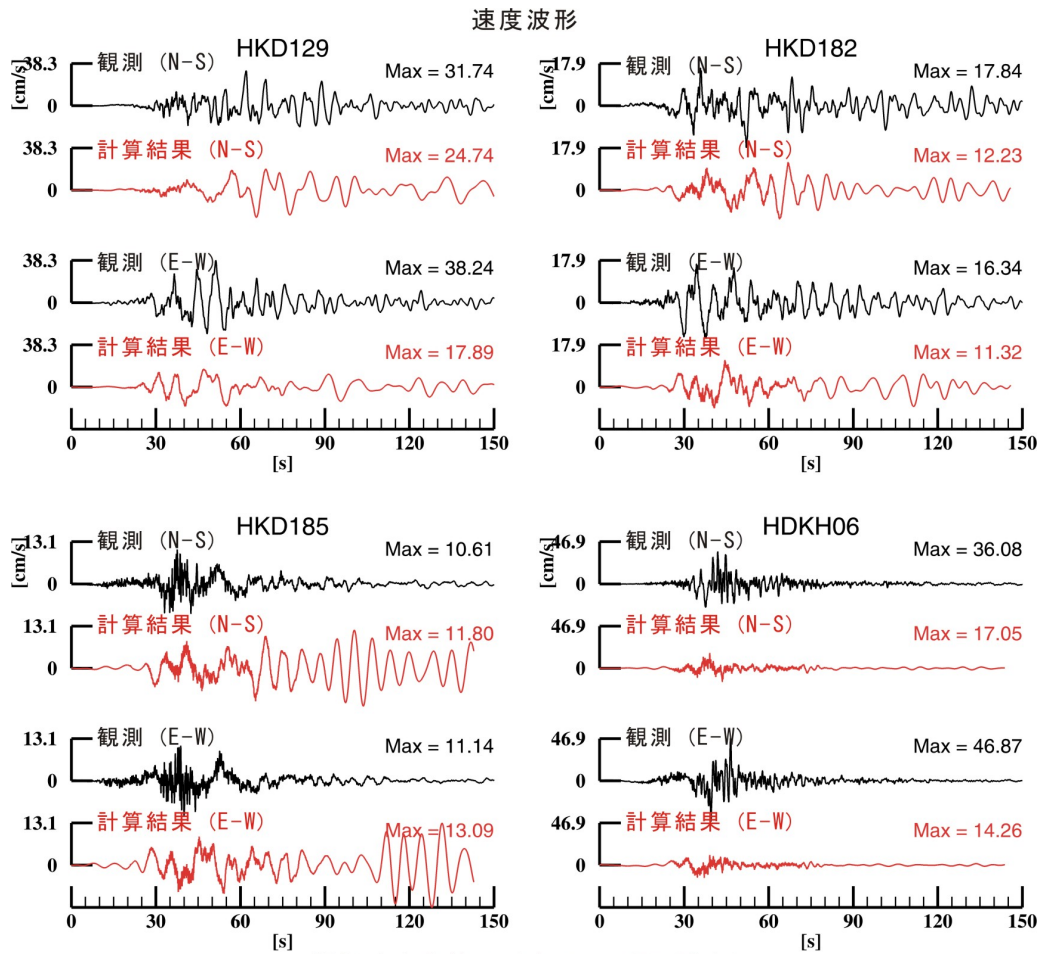 速度波形
HKD129
[cm/s]
38.3
0
観測 (N-S)
Max = 31.74
38.3
0
計算結果 (N-S)
Max = 24.74
38.3
0
観測 (E-W)
Max = 38.24
38.3
0
計算結果 (E-W)
Max = 17.89
0 30 60 90 120 150
[s]
HKD182
[cm/s]
17.9
0
観測 (N-S)
Max = 17.84
17.9
0
計算結果 (N-S)
Max = 12.23
17.9
0
観測 (E-W)
Max = 16.34
17.9
0
計算結果 (E-W)
Max = 11.32
0 30 60 90 120 150
[s]
HKD185
[cm/s]
13.1
0
観測 (N-S)
Max = 10.61
13.1
0
計算結果 (N-S)
Max = 11.80
13.1
0
観測 (E-W)
Max = 11.14
13.1
0
計算結果 (E-W)
Max = 13.09
0 30 60 90 120 150
[s]
HDKH06
[cm/s]
46.9
0
観測 (N-S)
Max = 36.08
46.9
0
計算結果 (N-S)
Max = 17.05
46.9
0
観測 (E-W)
Max = 46.87
46.9
0
計算結果 (E-W)
Max = 14.26
0 30 60 90 120 150
[s]